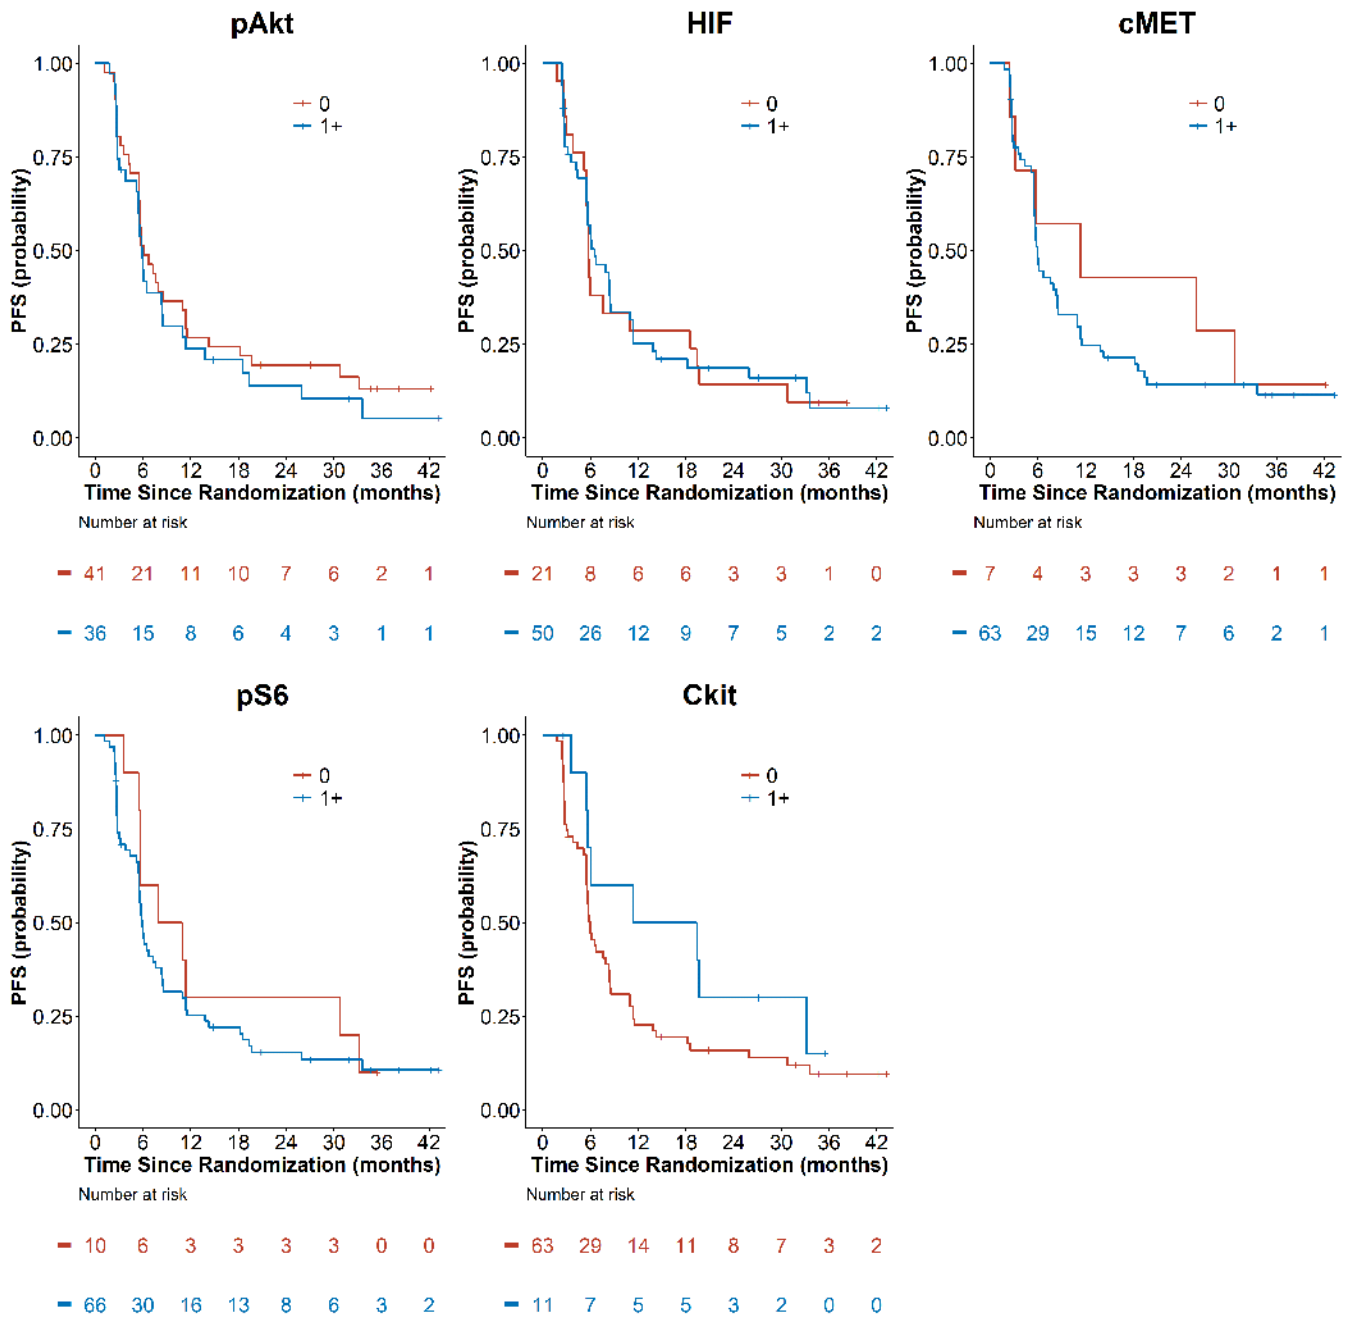 pAkt
HIF
cMET
1.00
0.75
0.50
0.25
0.00
PFS (probability)
0
1+
0 6 12 18 24 30 36 42
Time Since Randomization (months)
Number at risk
41 21 11 10 7 6 2 1
36 15 8 6 4 3 1 1
1.00
0.75
0.50
0.25
0.00
PFS (probability)
0
1+
0 6 12 18 24 30 36 42
Time Since Randomization (months)
Number at risk
21 8 6 6 3 3 1 0
50 26 12 9 7 5 2 2
1.00
0.75
0.50
0.25
0.00
PFS (probability)
0
1+
0 6 12 18 24 30 36 42
Time Since Randomization (months)
Number at risk
7 4 3 3 3 2 1 1
63 29 15 12 7 6 2 1
pS6
Ckit
1.00
0.75
0.50
0.25
0.00
PFS (probability)
0
1+
0 6 12 18 24 30 36 42
Time Since Randomization (months)
Number at risk
10 6 3 3 3 3 0 0
66 30 16 13 8 6 3 2
1.00
0.75
0.50
0.25
0.00
PFS (probability)
0
1+
0 6 12 18 24 30 36 42
Time Since Randomization (months)
Number at risk
63 29 14 11 8 7 3 2
11 7 5 5 3 2 0 0